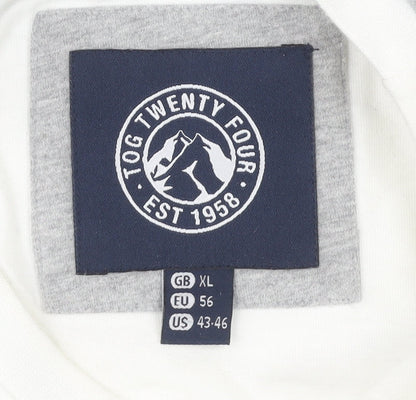 TOG TWENTY FOUR
· EST 1958 ·
GB XL
EU 56
US 43-46